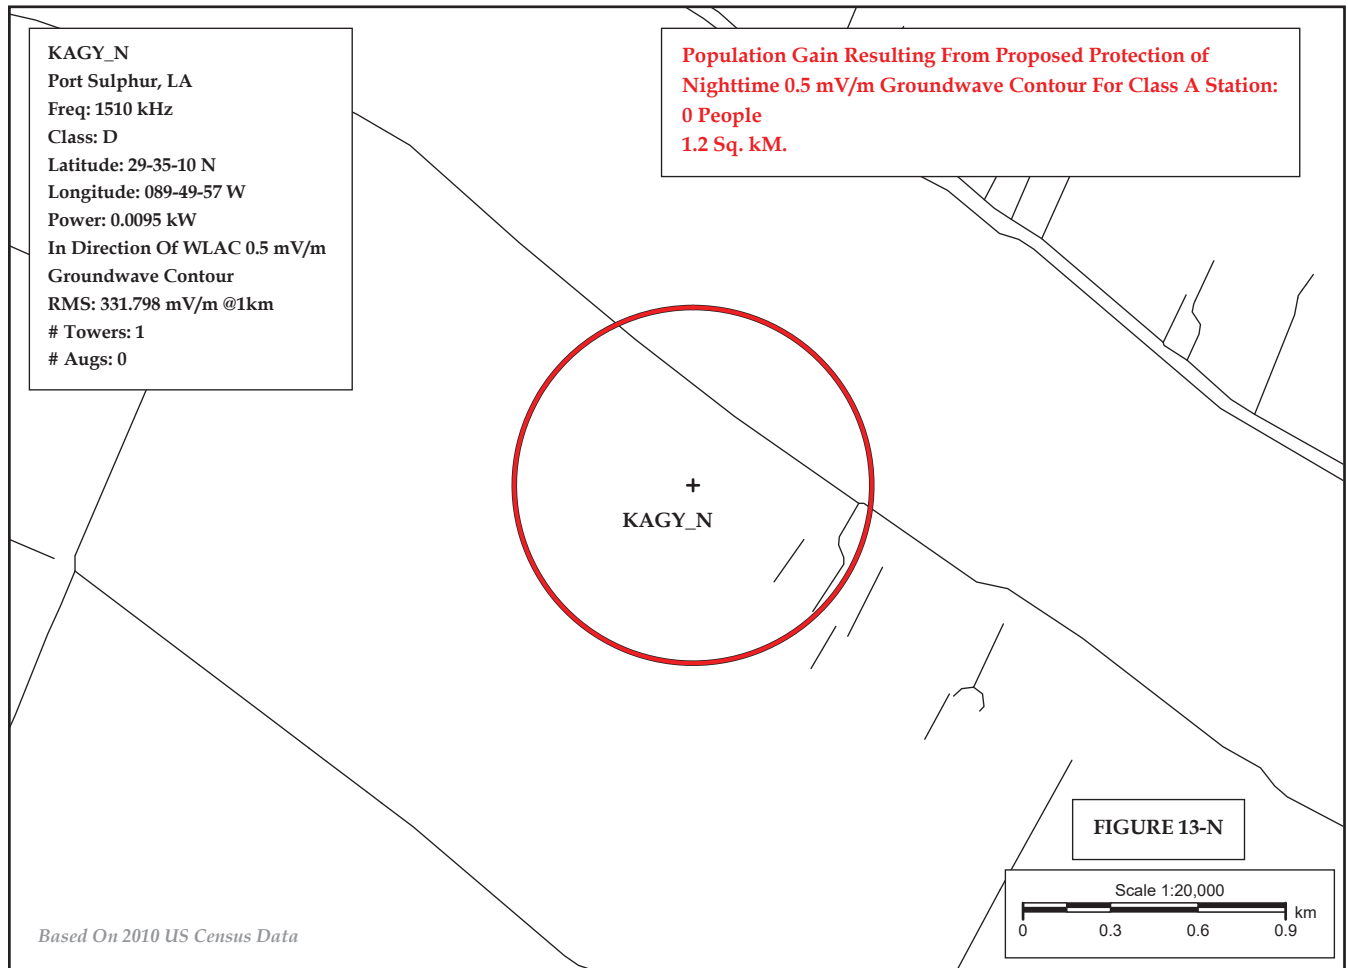 KAGY_N
Port Sulphur, LA
Freq: 1510 kHz
Class: D
Latitude: 29-35-10 N
Longitude: 089-49-57 W
Power: 0.0095 kW
In Direction Of WLAC 0.5 mV/m
Groundwave Contour
RMS: 331.798 mV/m @1km
# Towers: 1
# Augs: 0
Population Gain Resulting From Proposed Protection of
Nighttime 0.5 mV/m Groundwave Contour For Class A Station:
0 People
1.2 Sq. kM.
KAGY_N
FIGURE 13-N
Scale 1:20,000
km
0 0.3 0.6 0.9
Based On 2010 US Census Data